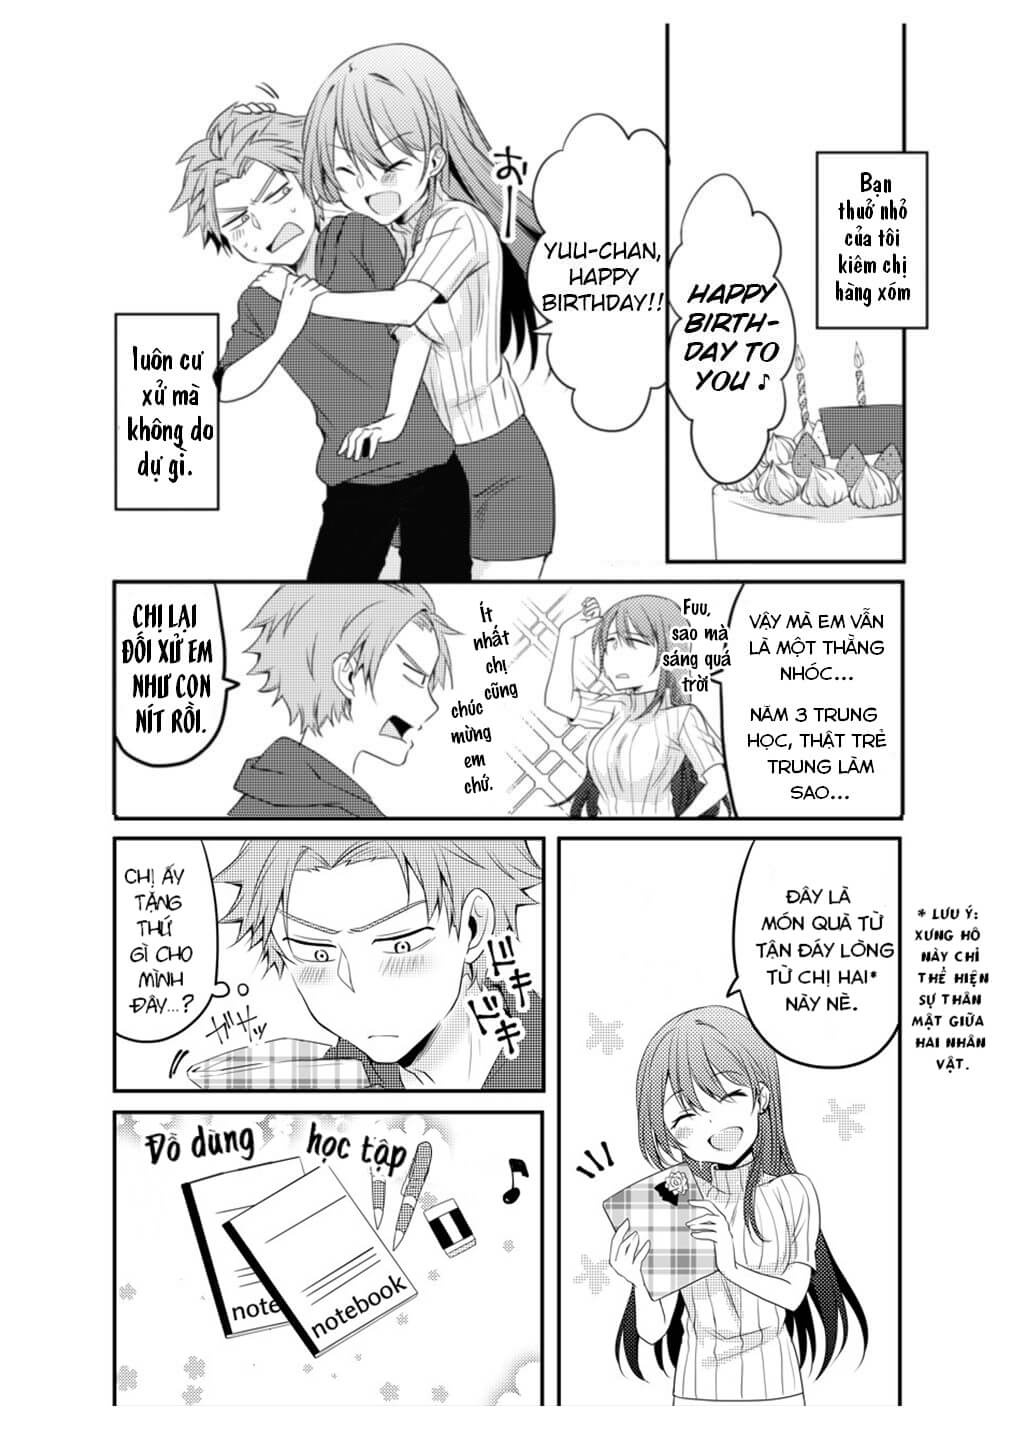 Bạn
thuở nhỏ
của tôi
kiêm chị
hàng xóm
HAPPY
BIRTH-
DAY TO
YOU ♪
YUU-CHAN,
HAPPY
BIRTHDAY!!
おーー
luôn cư
xử mà
không do
dự gì.
VẬY MÀ EM VẪN
LÀ MỘT THẰNG
NHÓC...
NĂM 3 TRUNG
HỌC, THẬT TRẺ
TRUNG LÀM
SAO...
Fuu,
sao mà
sáng quá
trời
Ít
nhất
chị
cũng
chúc
mừng
em
chứ.
CHỊ LẠI
ĐỐI XỬ EM
NHƯ CON
NÍT RỒI.
ĐÂY LÀ
MÓN QUÀ TỪ
TẬN ĐÁY LÒNG
TỪ CHỊ HAI*
NÀY NÈ.
* LƯU Ý:
XƯNG HÔ
NÀY CHỈ
THỂ HIỆN
SỰ THÂN
MẬT GIỮA
HAI NHÂN
VẬT.
CHỊ ẤY
TẶNG
THỨ
GÌ CHO
MÌNH
ĐÂY...?
ドキ
ドキ
ガサガサッ
Đồ dùng học tập
notebook
note